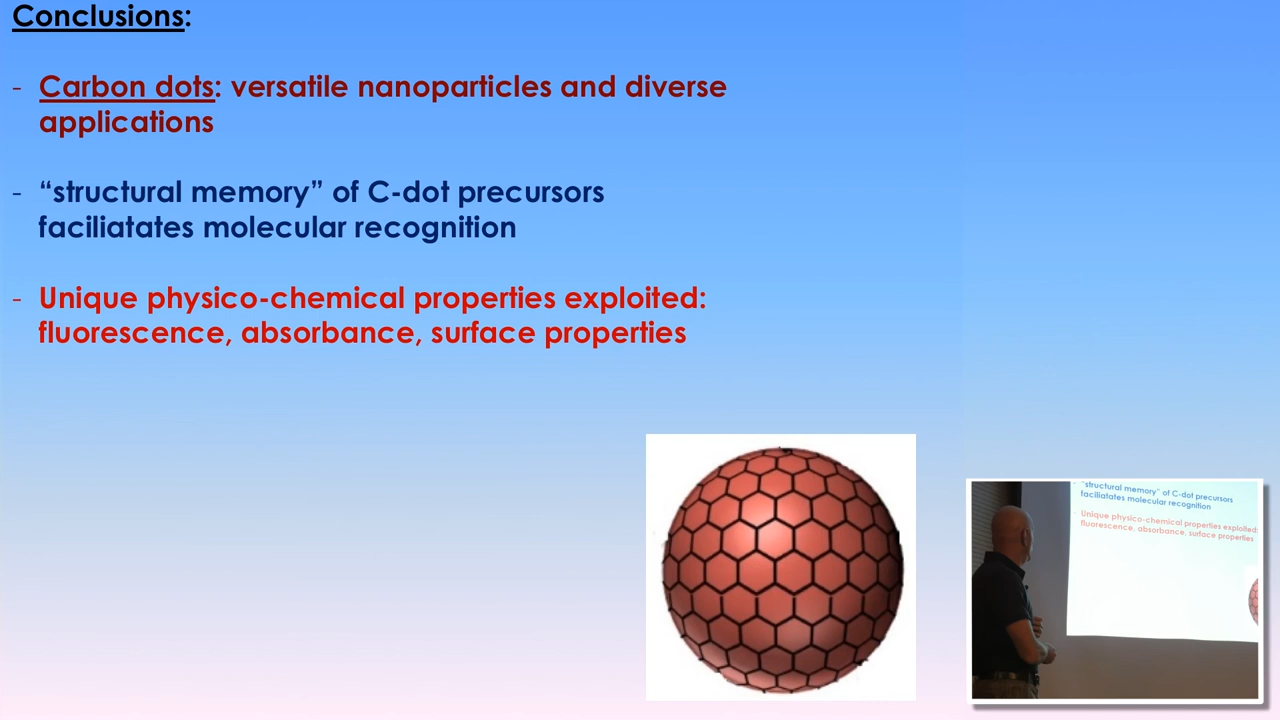 Conclusions:
- Carbon dots: versatile nanoparticles and diverse
applications
- “structural memory” of C-dot precursors
faciliatates molecular recognition
- Unique physico-chemical properties exploited:
fluorescence, absorbance, surface properties
"structural memory" of C-dot precursors
faciliatates molecular recognition
Unique physico-chemical properties exploited:
fluorescence, absorbance, surface properties